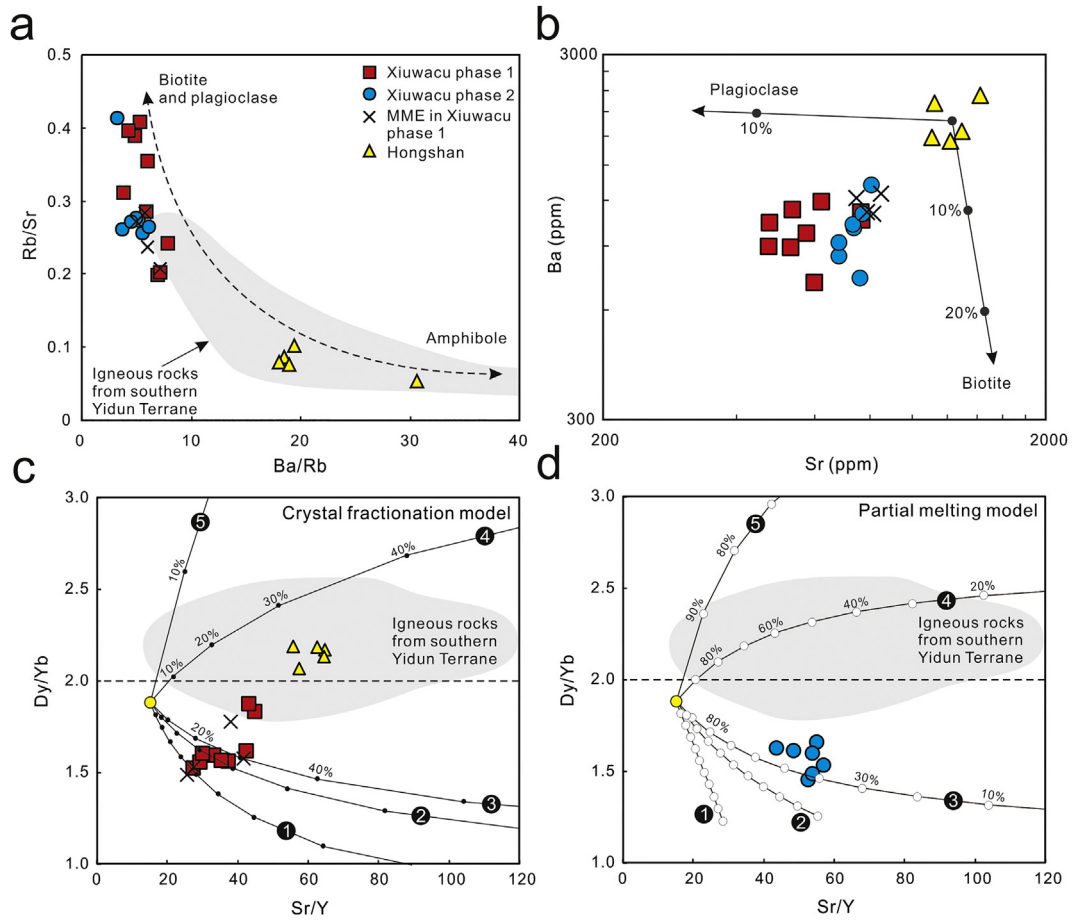 a
0.5
0.4
0.3
0.2
0.1
0
Rb/Sr
Biotite
and plagioclase
Xiuwacu phase 1
Xiuwacu phase 2
MME in Xiuwacu
phase 1
Hongshan
Amphibole
Igneous rocks
from southern
Yidun Terrane
0
10
20
30
40
Ba/Rb
b
3000
300
Ba (ppm)
Plagioclase
10%
10%
20%
Biotite
200
2000
Sr (ppm)
c
3.0
2.5
2.0
1.5
1.0
Dy/Yb
Crystal fractionation model
5
4
10%
40%
30%
20%
10%
Igneous rocks
from southern
Yidun Terrane
20%
40%
3
2
1
0
20
40
60
80
100
120
Sr/Y
d
3.0
2.5
2.0
1.5
1.0
Dy/Yb
Partial melting model
5
80%
90%
4
20%
40%
60%
80%
Igneous rocks
from southern
Yidun Terrane
80%
30%
10%
3
2
1
0
20
40
60
80
100
120
Sr/Y